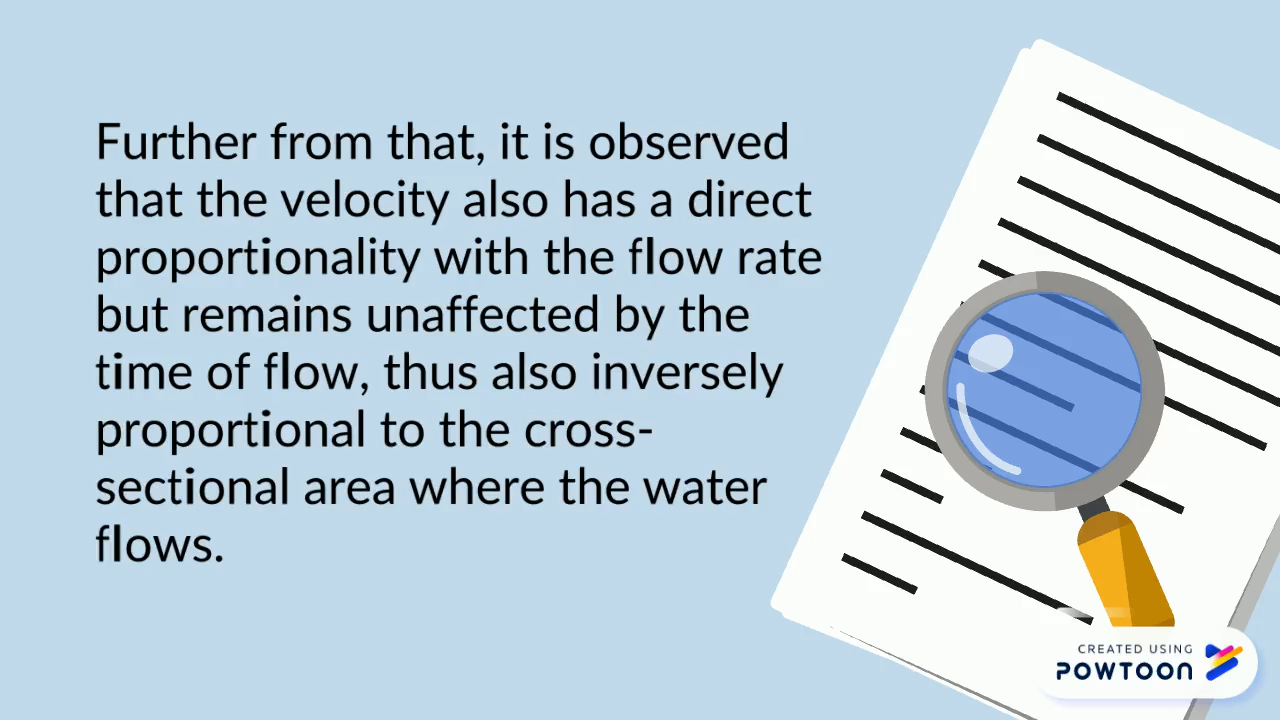 Further from that, it is observed
that the velocity also has a direct
proportionality with the flow rate
but remains unaffected by the
time of flow, thus also inversely
proportional to the cross-
sectional area where the water
flows.
CREATED USING
POWTOON